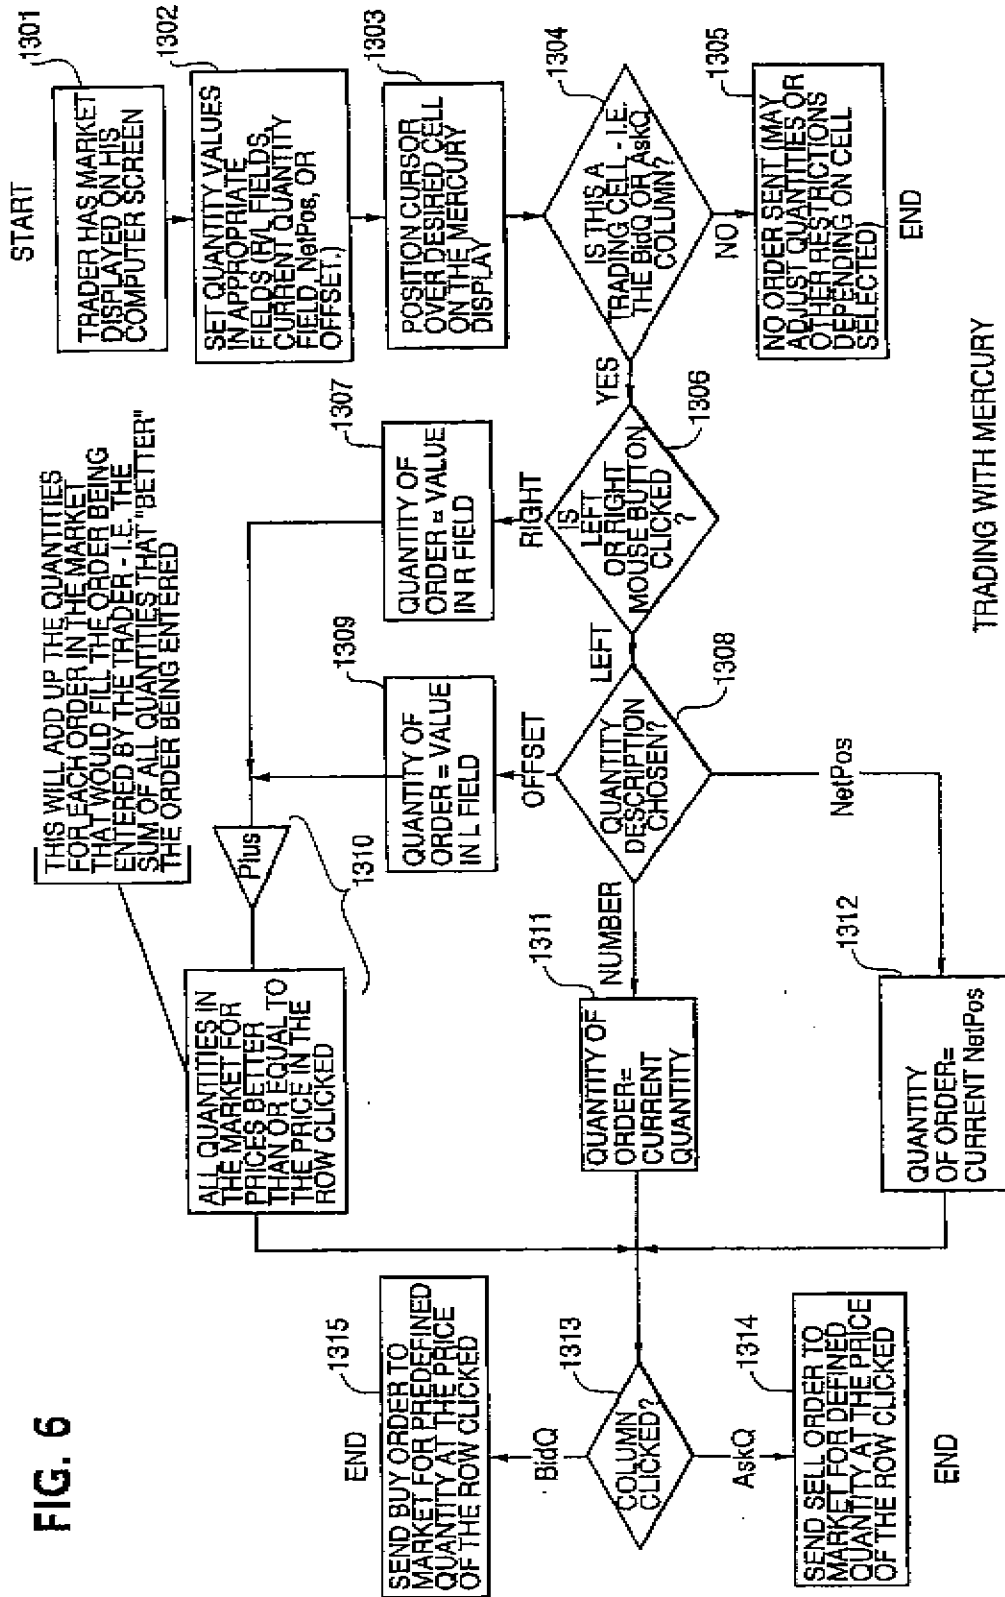 FIG. 6
START
1301
TRADER HAS MARKET
DISPLAYED ON HIS
COMPUTER SCREEN
1302
SET QUANTITY VALUES
IN APPROPRIATE
FIELDS (R/L FIELDS,
CURRENT QUANTITY
FIELD, NetPos, OR
OFFSET.)
1303
POSITION CURSOR
OVER DESIRED CELL
ON THE MERCURY
DISPLAY
1304
IS THIS A
TRADING CELL - I.E.
THE BidQ OR AskQ
COLUMN?
NO
1305
NO ORDER SENT (MAY
ADJUST QUANTITIES OR
OTHER RESTRICTIONS
DEPENDING ON CELL
SELECTED)
END
YES
1306
IS
LEFT
OR RIGHT
MOUSE BUTTON
CLICKED
?
RIGHT
1307
QUANTITY OF
ORDER = VALUE
IN R FIELD
LEFT
1308
QUANTITY
DESCRIPTION
CHOSEN?
OFFSET
1309
QUANTITY OF
ORDER = VALUE
IN L FIELD
Plus
1310
ALL QUANTITIES IN
THE MARKET FOR
PRICES BETTER
THAN OR EQUAL TO
THE PRICE IN THE
ROW CLICKED
THIS WILL ADD UP THE QUANTITIES
FOR EACH ORDER IN THE MARKET
THAT WOULD FILL THE ORDER BEING
ENTERED BY THE TRADER - I.E. THE
SUM OF ALL QUANTITIES THAT "BETTER"
THE ORDER BEING ENTERED
NUMBER
1311
QUANTITY OF
ORDER=
CURRENT
QUANTITY
NetPos
1312
QUANTITY
OF ORDER=
CURRENT NetPos
1313
COLUMN
CLICKED?
BidQ
1315
SEND BUY ORDER TO
MARKET FOR PREDEFINED
QUANTITY AT THE PRICE
OF THE ROW CLICKED
END
AskQ
1314
SEND SELL ORDER TO
MARKET FOR DEFINED
QUANTITY AT THE PRICE
OF THE ROW CLICKED
END
TRADING WITH MERCURY